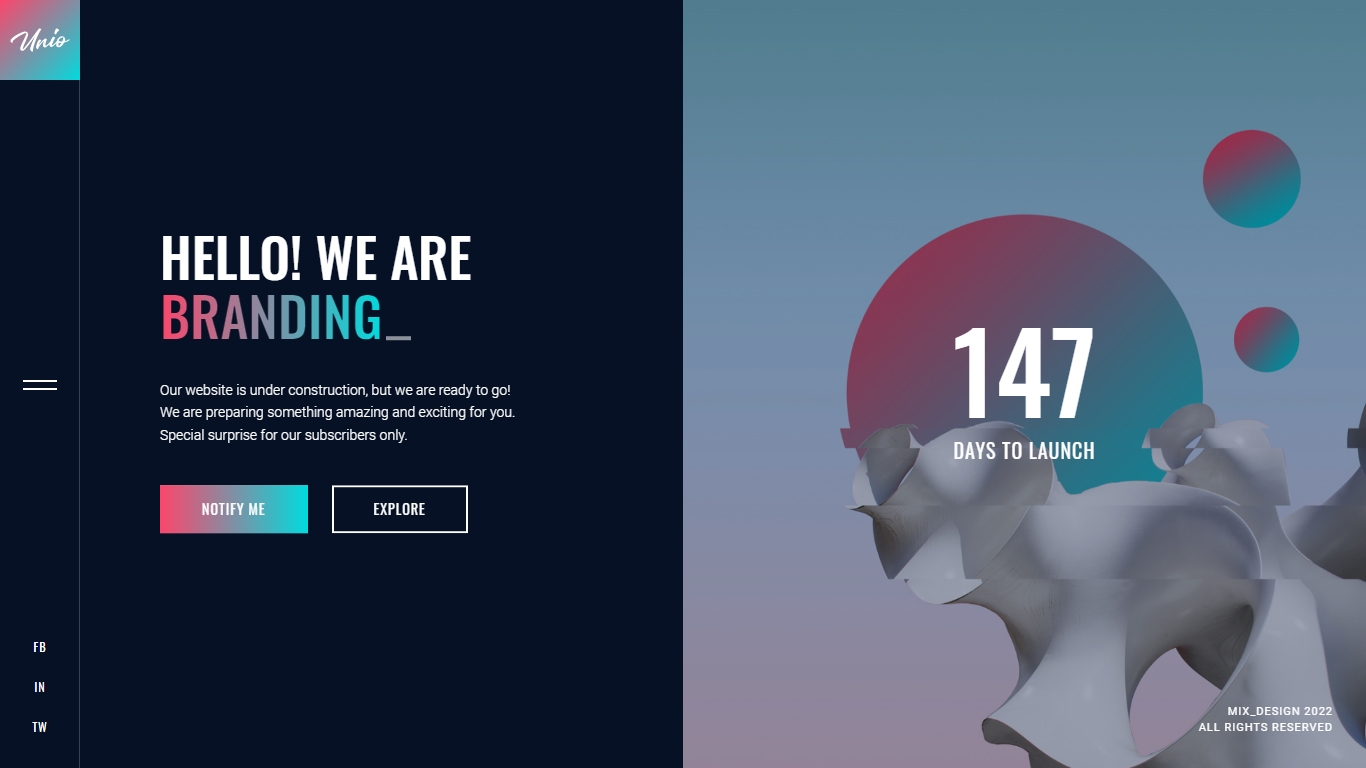 Unio
HELLO! WE ARE
BRANDING_
Our website is under construction, but we are ready to go!
We are preparing something amazing and exciting for you.
Special surprise for our subscribers only.
NOTIFY ME
EXPLORE
FB
IN
TW
147
DAYS TO LAUNCH
MIX_DESIGN 2022
ALL RIGHTS RESERVED